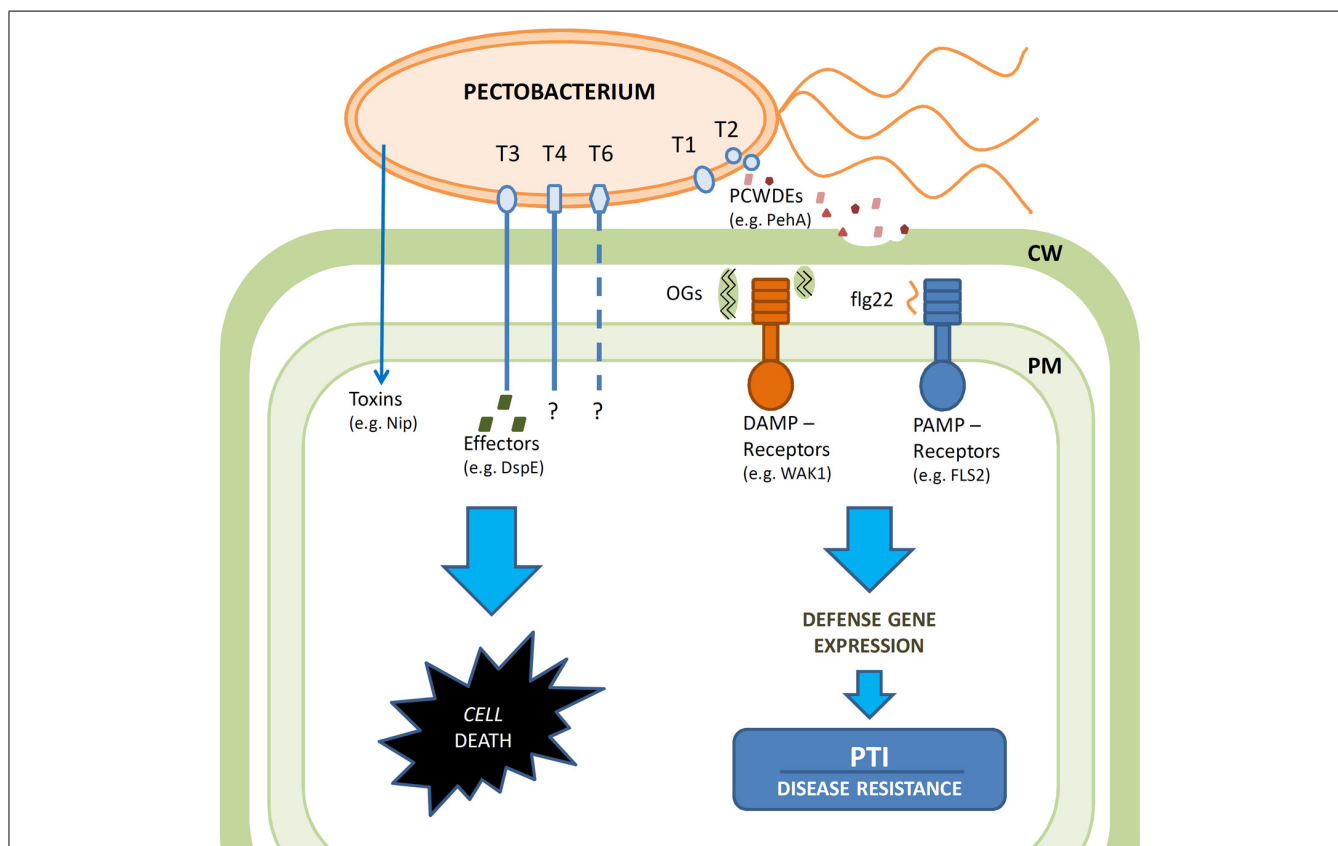 PECTOBACTERIUM
T3
T4
T6
T1
T2
PCWDEs
(e.g. PehA)
CW
OGs
flg22
PM
Toxins
(e.g. Nip)
?
?
Effectors
(e.g. DspE)
DAMP –
Receptors
(e.g. WAK1)
PAMP –
Receptors
(e.g. FLS2)
DEFENSE GENE
EXPRESSION
CELL
DEATH
PTI
DISEASE RESISTANCE